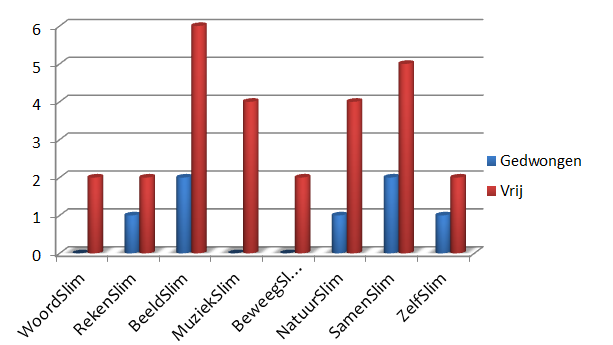 6
5
4
3
2
1
0
WoordSlim
RekenSlim
BeeldSlim
MuziekSlim
BeweegSl...
NatuurSlim
SamenSlim
ZelfSlim
Gedwongen
Vrij